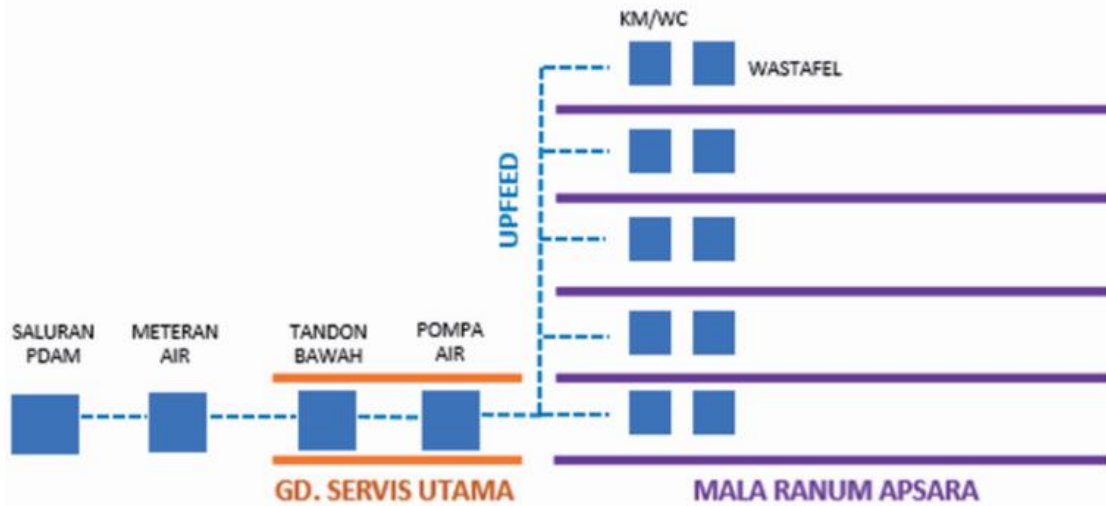 KM/WC
WASTAFEL
UPFEED
SALURAN
PDAM
METERAN
AIR
TANDON
BAWAH
POMPA
AIR
GD. SERVIS UTAMA
MALA RANUM APSARA